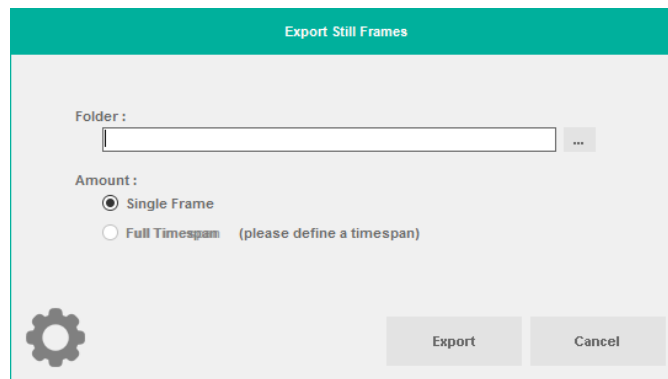 Export Still Frames
Folder :
...
Amount :
Single Frame
Full Timespan (please define a timespan)
Export Cancel